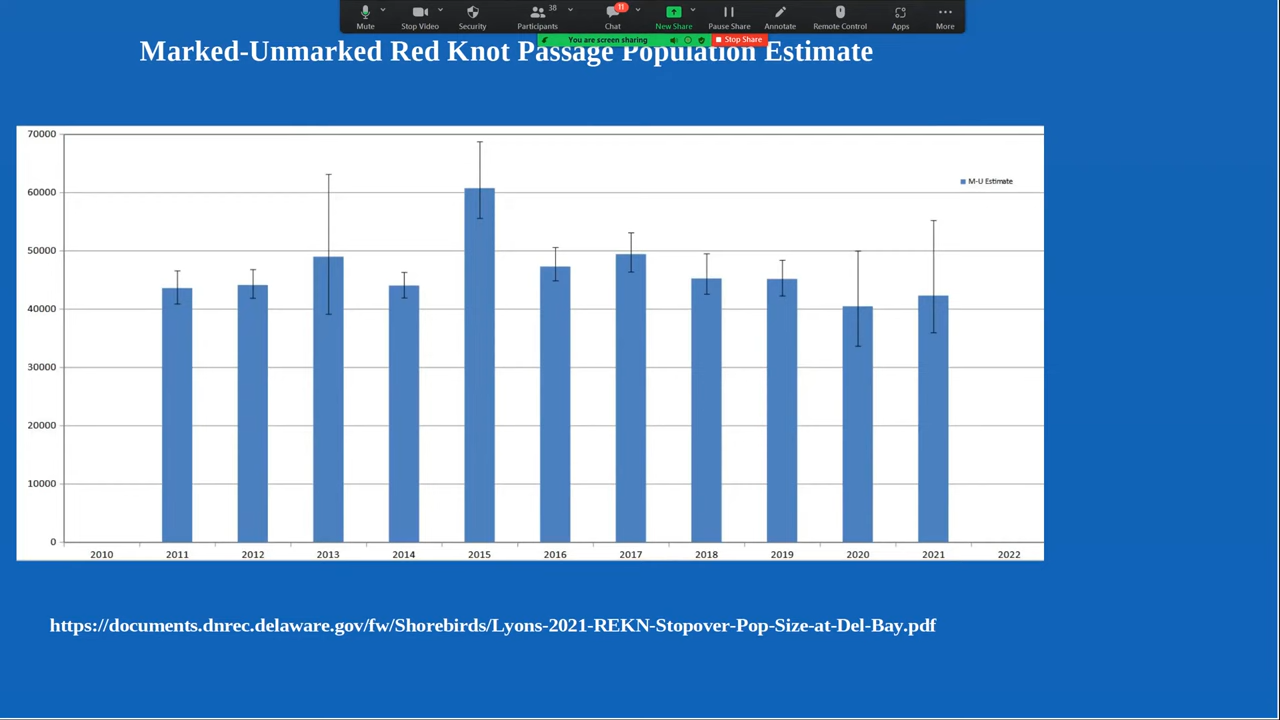 38
11
Mute
Stop Video
Security
Participants
Chat
New Share
Pause Share
Annotate
Remote Control
Apps
More
You are screen sharing
Stop Share
Marked-Unmarked Red Knot Passage Population Estimate
70000
60000
50000
40000
30000
20000
10000
0
M-U Estimate
2010 2011 2012 2013 2014 2015 2016 2017 2018 2019 2020 2021 2022
https://documents.dnrec.delaware.gov/fw/Shorebirds/Lyons-2021-REKN-Stopover-Pop-Size-at-Del-Bay.pdf